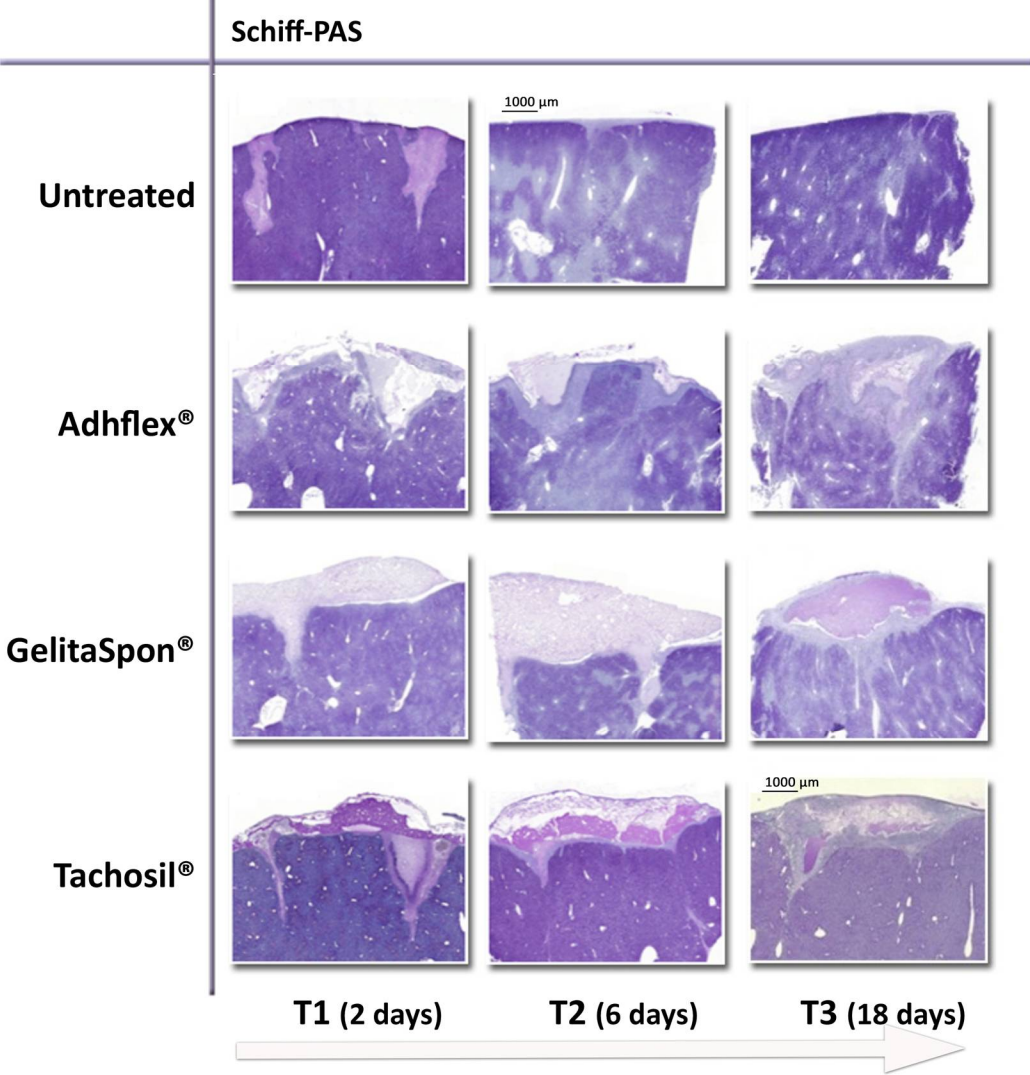 Schiff-PAS
1000 µm
Untreated
Adhflex®
GelitaSpon®
1000 µm
Tachosil®
T1 (2 days)
T2 (6 days)
T3 (18 days)